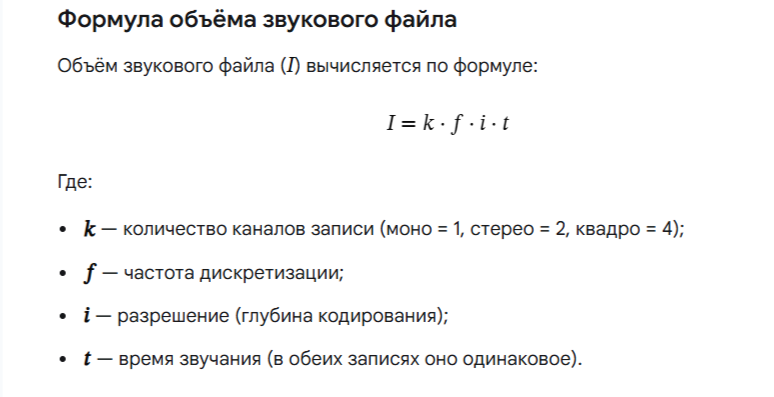 Формула объёма звукового файла
Объём звукового файла (I) вычисляется по формуле:
I = k · f · i · t
Где:
• k — количество каналов записи (моно = 1, стерео = 2, квадро = 4);
• f — частота дискретизации;
• i — разрешение (глубина кодирования);
• t — время звучания (в обеих записях оно одинаковое).